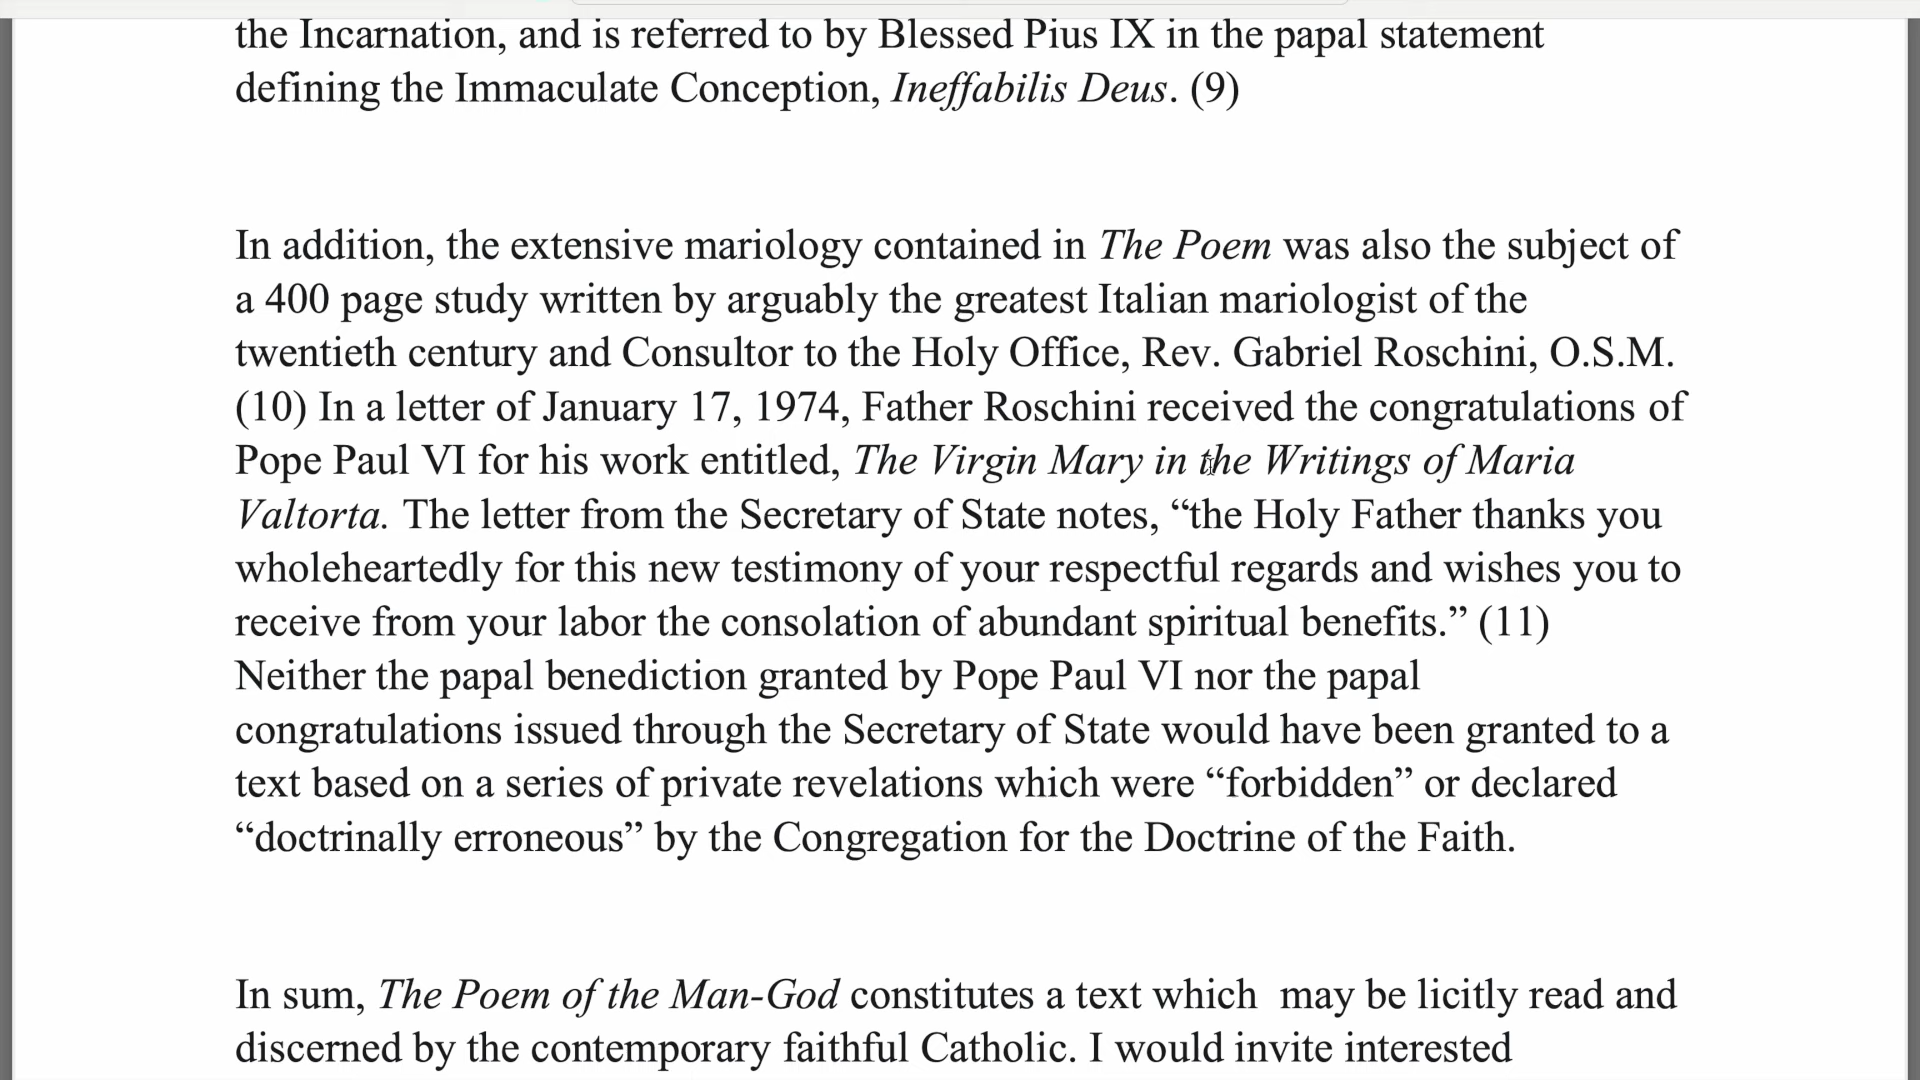 the Incarnation, and is referred to by Blessed Pius IX in the papal statement
defining the Immaculate Conception, Ineffabilis Deus. (9)
In addition, the extensive mariology contained in The Poem was also the subject of
a 400 page study written by arguably the greatest Italian mariologist of the
twentieth century and Consultor to the Holy Office, Rev. Gabriel Roschini, O.S.M.
(10) In a letter of January 17, 1974, Father Roschini received the congratulations of
Pope Paul VI for his work entitled, The Virgin Mary in the Writings of Maria
Valtorta. The letter from the Secretary of State notes, “the Holy Father thanks you
wholeheartedly for this new testimony of your respectful regards and wishes you to
receive from your labor the consolation of abundant spiritual benefits.” (11)
Neither the papal benediction granted by Pope Paul VI nor the papal
congratulations issued through the Secretary of State would have been granted to a
text based on a series of private revelations which were “forbidden” or declared
“doctrinally erroneous” by the Congregation for the Doctrine of the Faith.
In sum, The Poem of the Man-God constitutes a text which  may be licitly read and
discerned by the contemporary faithful Catholic. I would invite interested